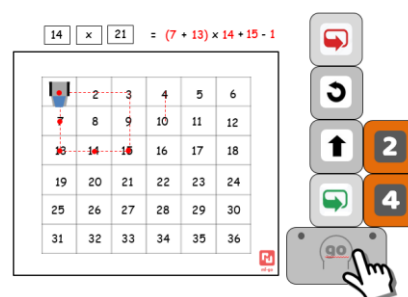 14 x 21 = (7 + 13) x 14 + 15 - 1
2 3 4 5 6
7 8 9 10 11 12
13 14 15 16 17 18
19 20 21 22 23 24
25 26 27 28 29 30
31 32 33 34 35 36
2
4
go